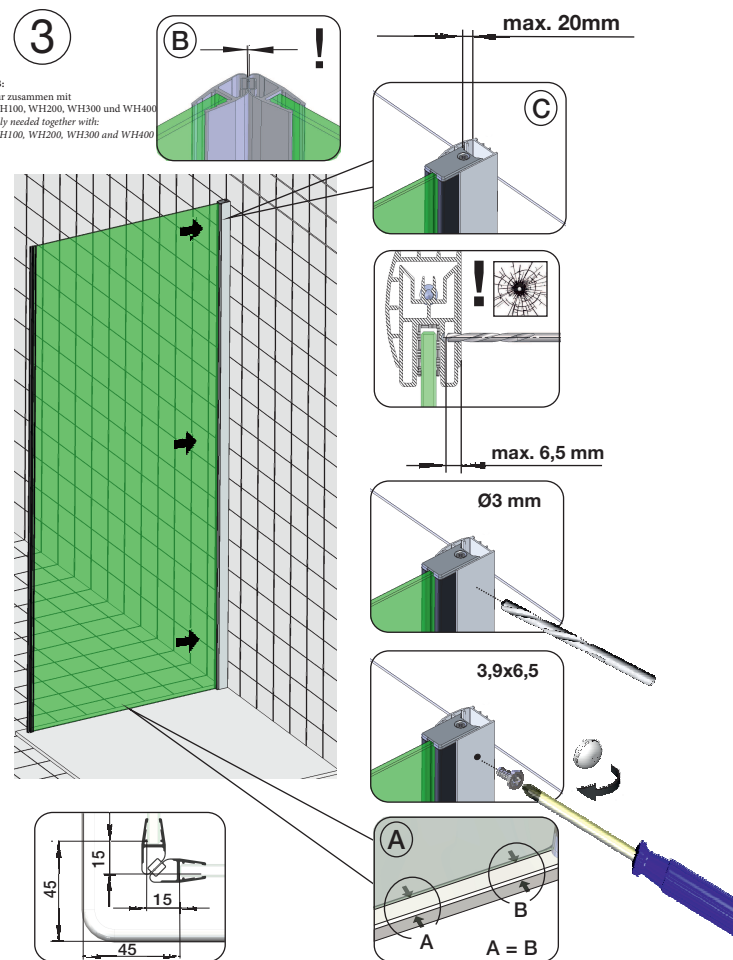 3
B
!
max. 20mm
ur zusammen mit
H100, WH200, WH300 und WH400
ly needed together with:
H100, WH200, WH300 and WH400
C
!
max. 6,5 mm
Ø3 mm
3,9x6,5
A
A
B
A = B
15
45
15
45